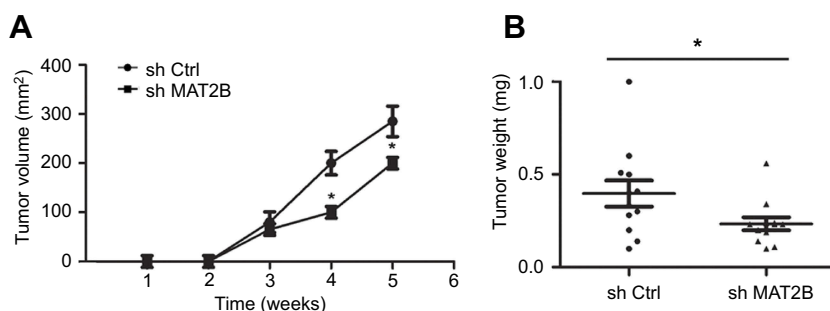 A
Tumor volume (mm²)
400
300
200
100
0
sh Ctrl
sh MAT2B
*
*
1 2 3 4 5 6
Time (weeks)
B
*
Tumor weight (mg)
1.0
0.5
0.0
sh Ctrl sh MAT2B